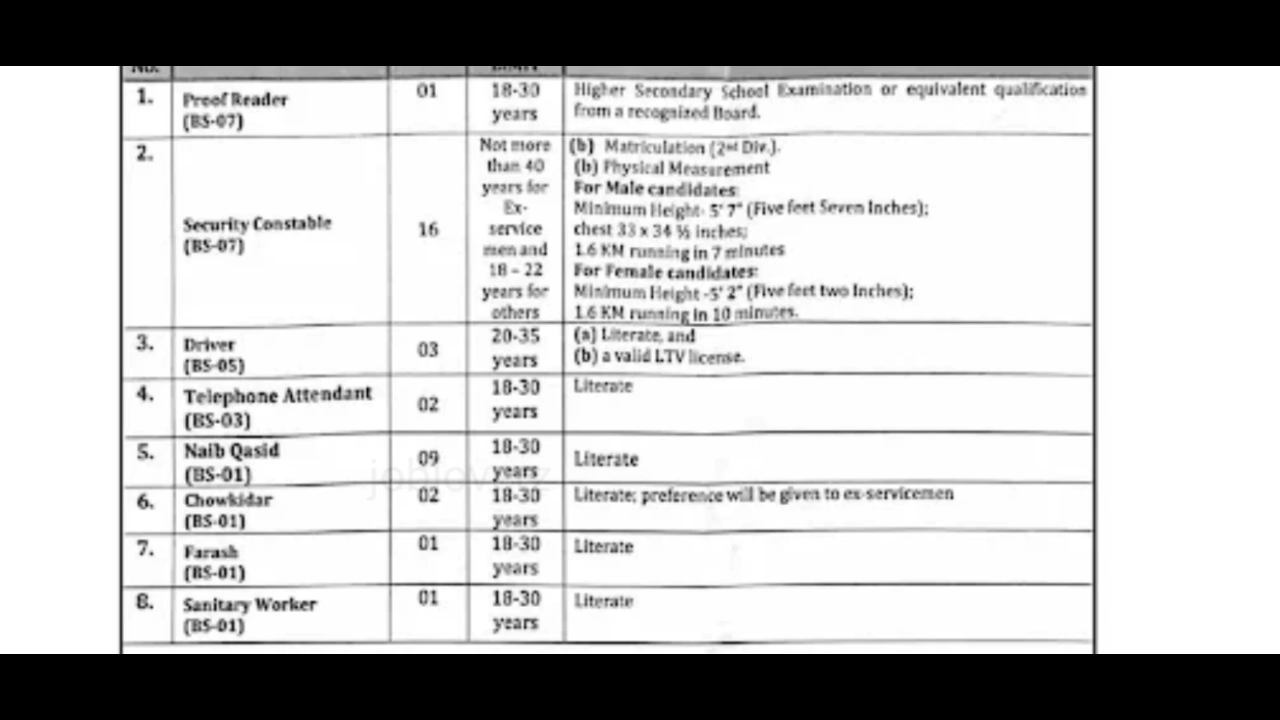 No.
1. Proof Reader 01 18-30 Higher Secondary School Examination or equivalent qualification
(BS-07) years from a recognized Board.
2. Not more (b) Matriculation (2nd Div.).
than 40 (b) Physical Measurement
years for For Male candidates:
Ex- Minimum Height- 5' 7" (Five feet Seven Inches);
Security Constable 16 service chest 33 x 34 ½ inches;
(BS-07) men and 1.6 KM running in 7 minutes
18 – 22 For Female candidates:
years for Minimum Height -5' 2" (Five feet two Inches);
others 1.6 KM running in 10 minutes.
3. Driver 03 20-35 (a) Literate, and
(BS-05) years (b) a valid LTV license.
4. Telephone Attendant 02 18-30 Literate
(BS-03) years
5. Naib Qasid 09 18-30 Literate
(BS-01) years
6. Chowkidar 02 18-30 Literate; preference will be given to ex-servicemen
(BS-01) years
7. Farash 01 18-30 Literate
(BS-01) years
8. Sanitary Worker 01 18-30 Literate
(BS-01) years